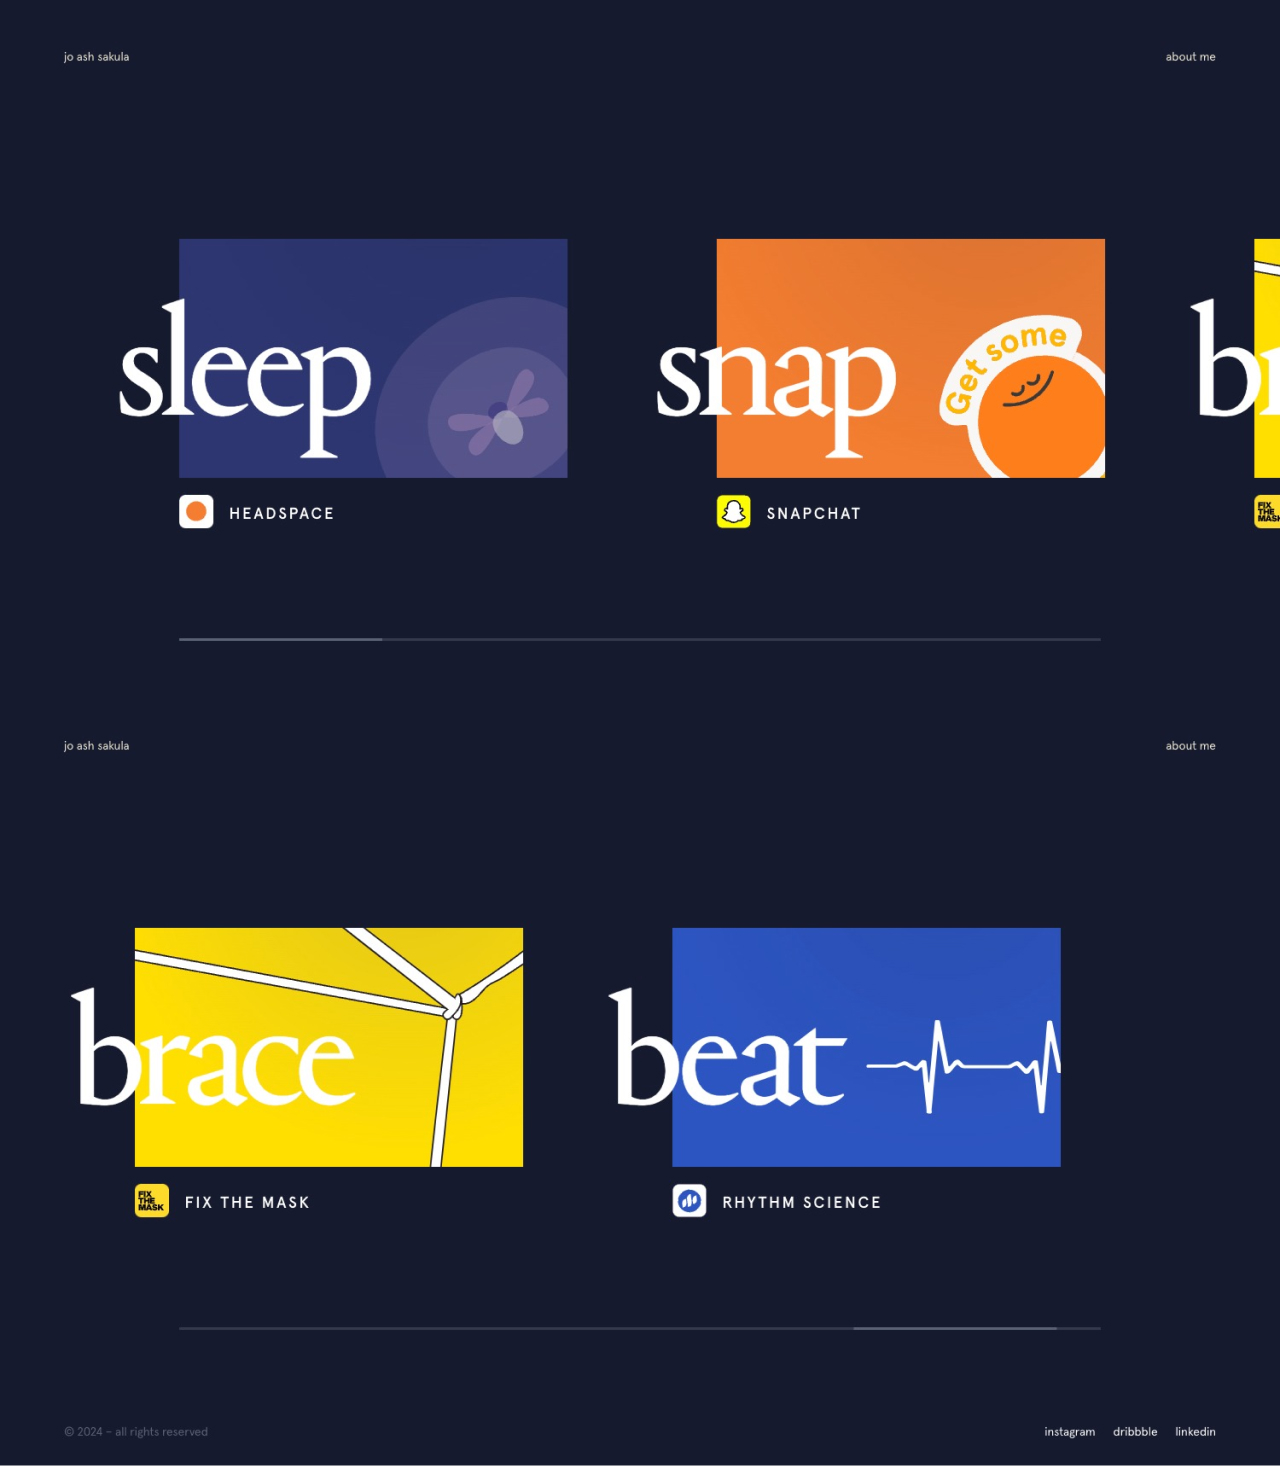 jo ash sakula
about me
sleep
snap
Get some
br
HEADSPACE
SNAPCHAT
FIX
THE
MASK
jo ash sakula
about me
brace
beat
FIX
THE
MASK
FIX THE MASK
RHYTHM SCIENCE
© 2024 – all rights reserved
instagram dribbble linkedin